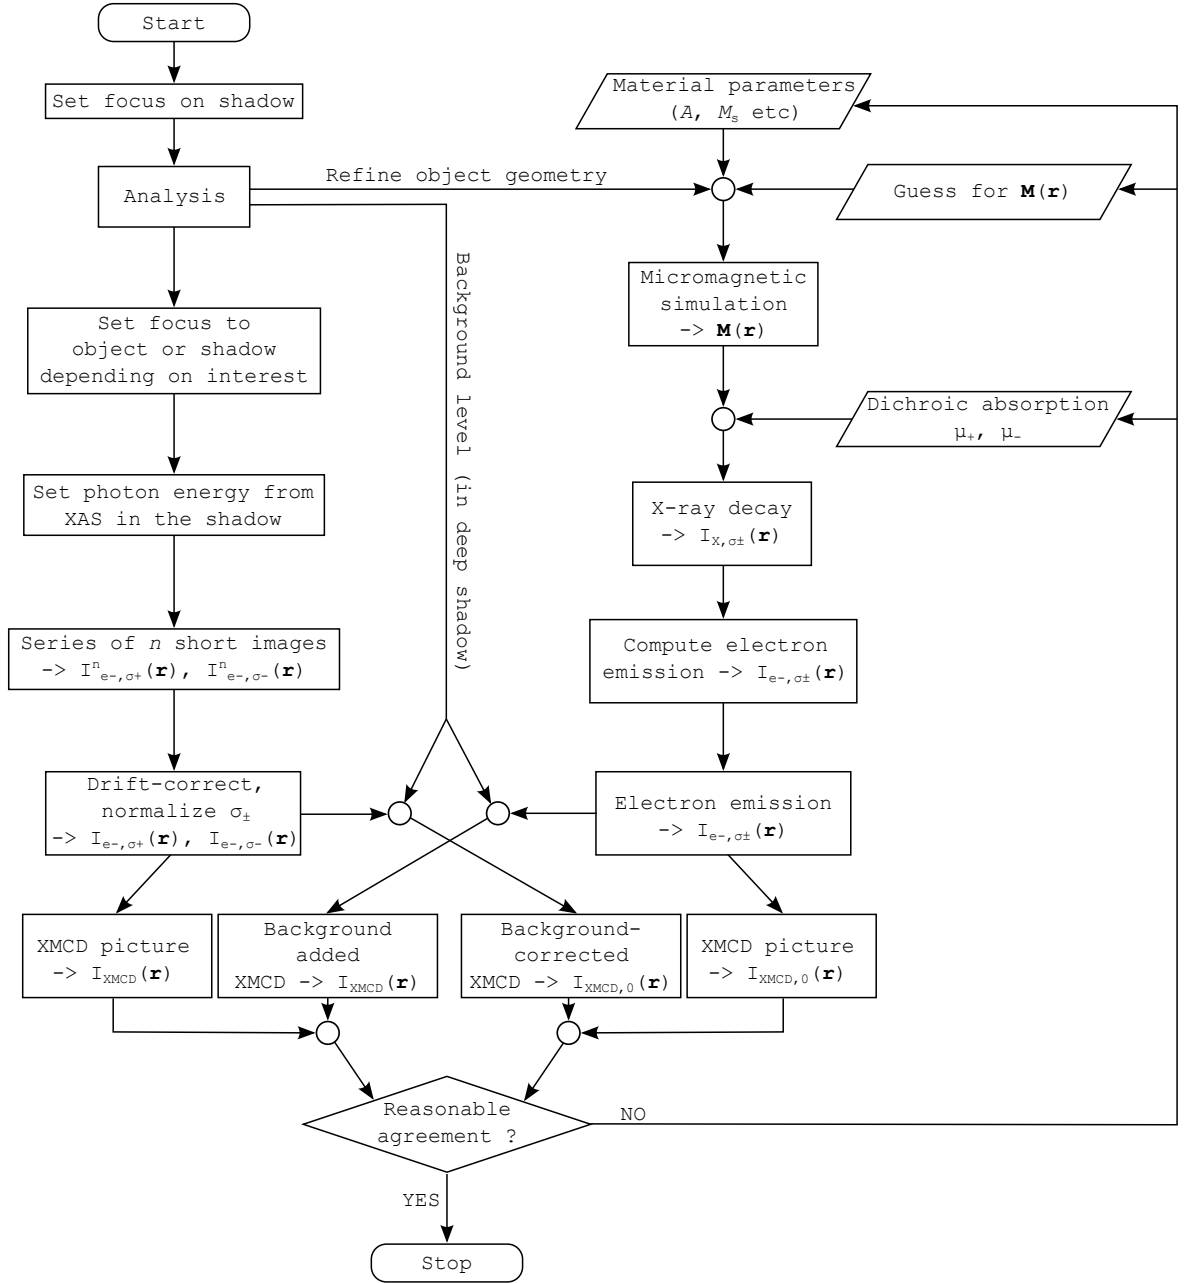 Start
Set focus on shadow
Analysis
Set focus to
object or shadow
depending on interest
Set photon energy from
XAS in the shadow
Series of n short images
-> Iⁿe-,σ+(r), Iⁿe-,σ-(r)
Drift-correct,
normalize σ±
-> Ie-,σ+(r), Ie-,σ-(r)
Refine object geometry
Background level (in deep shadow)
Material parameters
(A, Ms etc)
Guess for M(r)
Micromagnetic
simulation
-> M(r)
Dichroic absorption
μ+, μ-
X-ray decay
-> IX,σ±(r)
Compute electron
emission -> Ie-,σ±(r)
Electron emission
-> Ie-,σ±(r)
XMCD picture
-> IXMCD(r)
Background
added
XMCD -> IXMCD(r)
Background-
corrected
XMCD -> IXMCD,0(r)
XMCD picture
-> IXMCD,0(r)
Reasonable
agreement ?
NO
YES
Stop